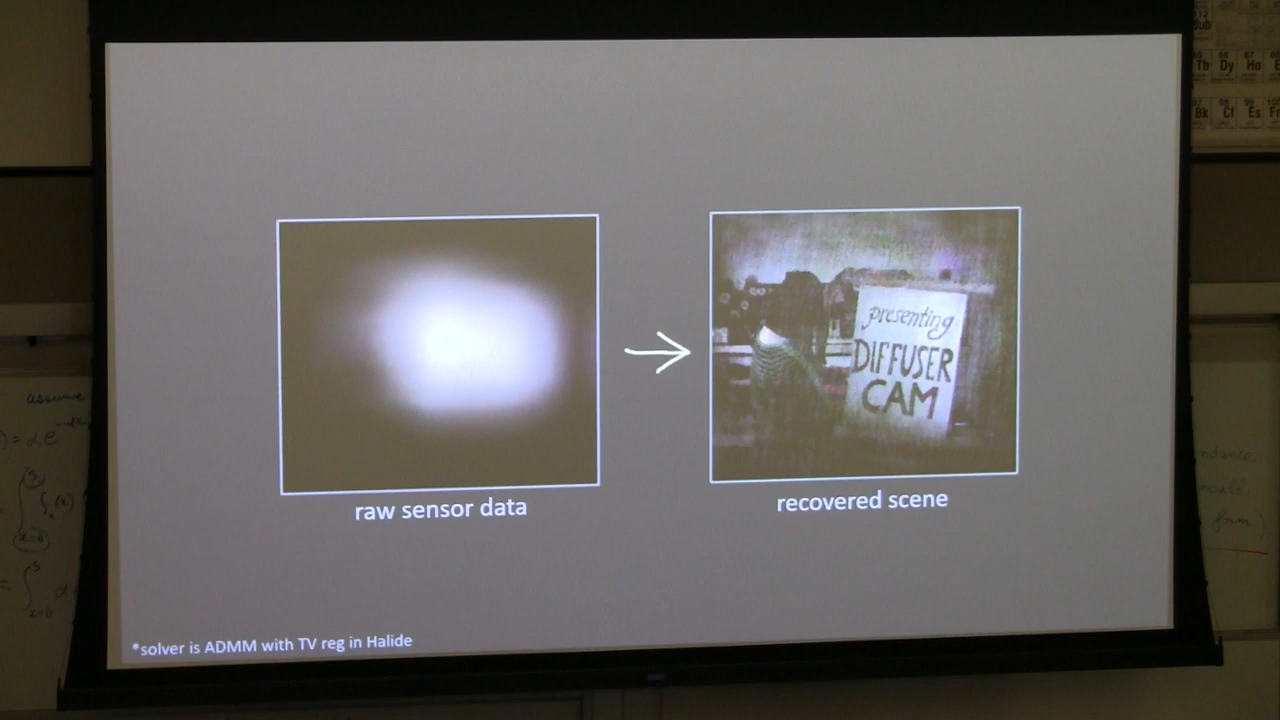 presenting
DIFFUSER
CAM
raw sensor data
recovered scene
*solver is ADMM with TV reg in Halide
assume
Tb Dy Ho
Bk Cf Es
form)